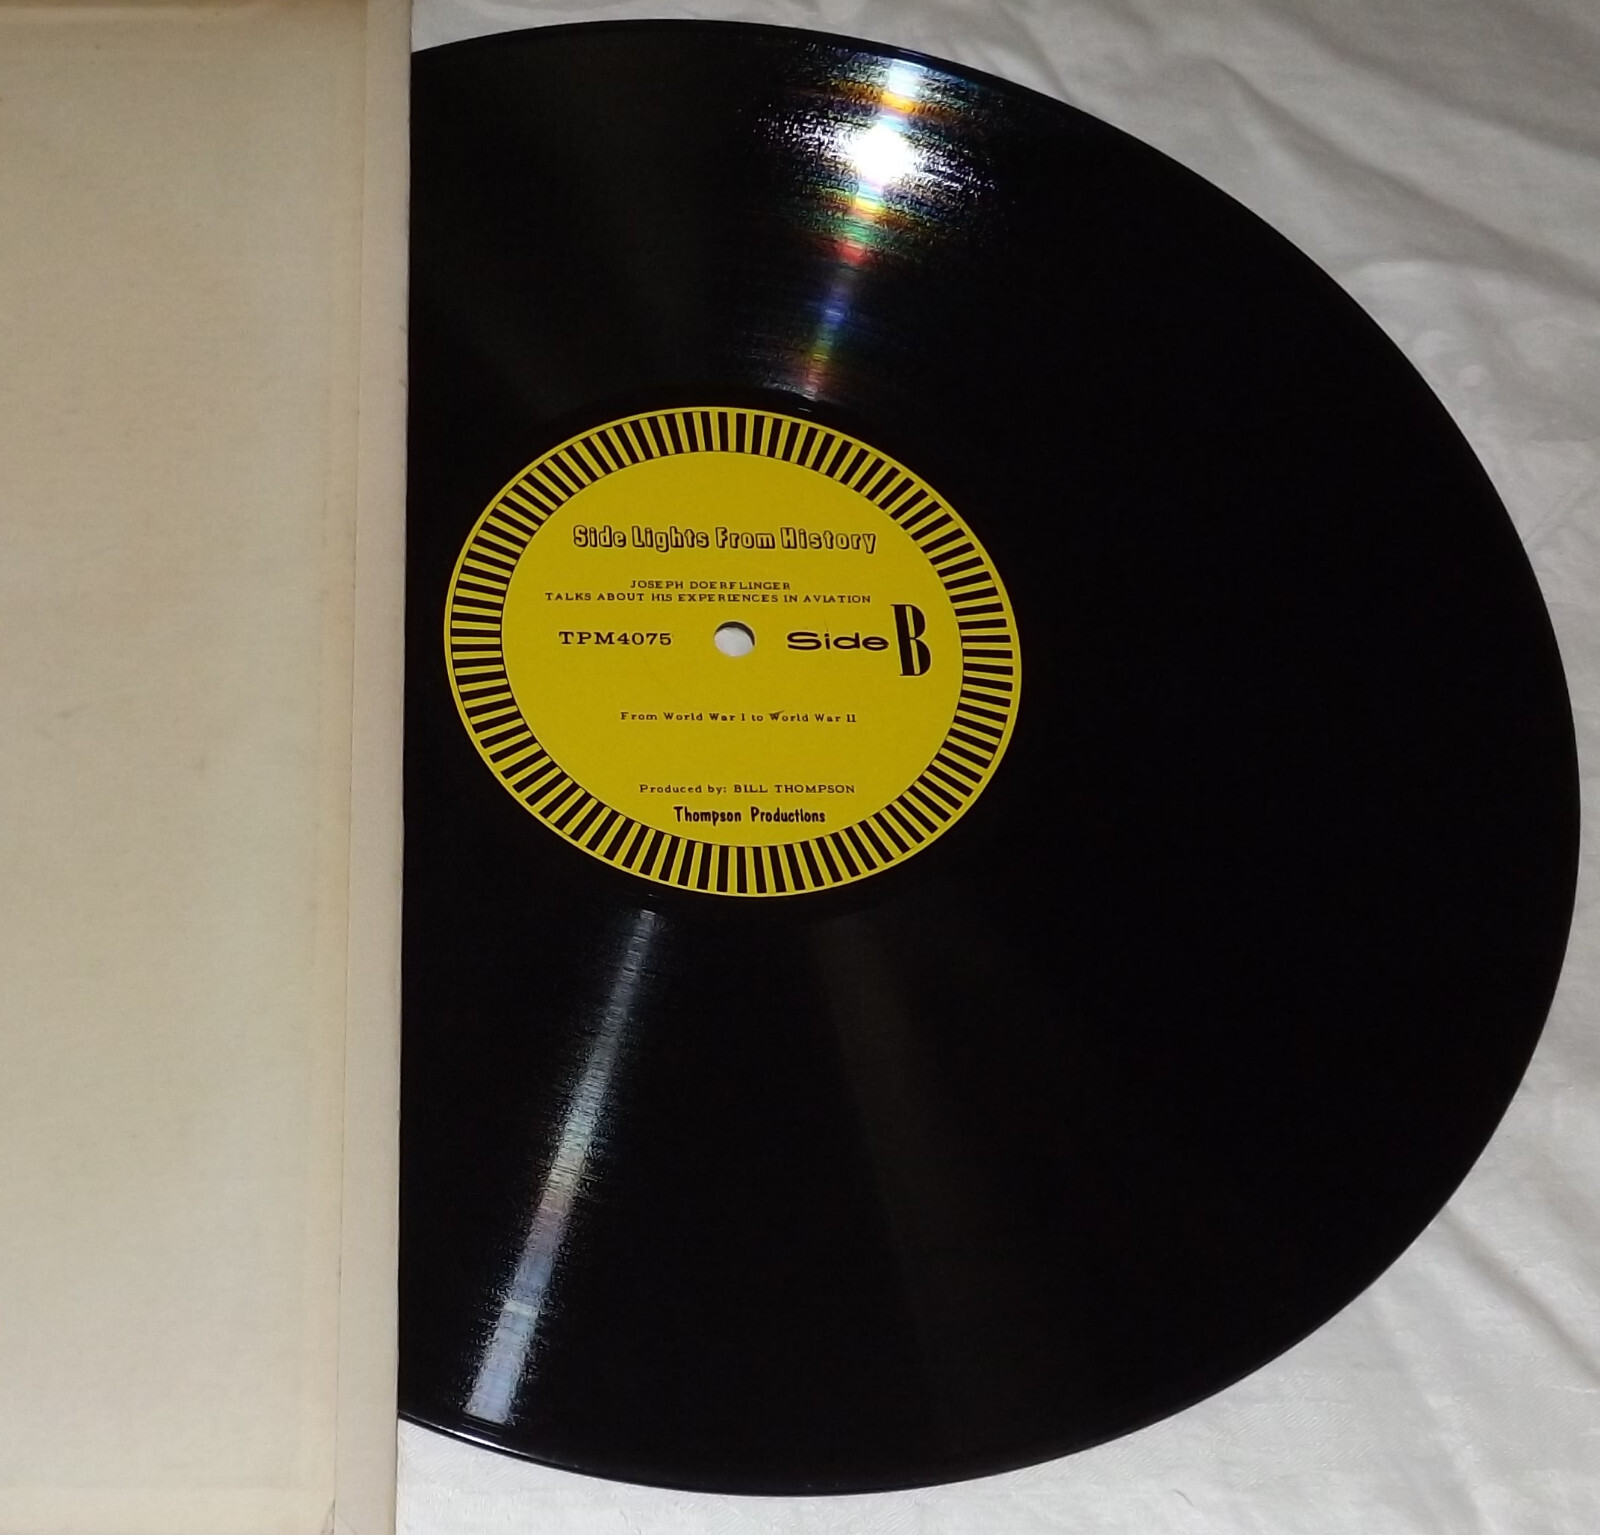 Side Lights From History
JOSEPH DOERFLINGER
TALKS ABOUT HIS EXPERIENCES IN AVIATION
TPM4075 Side B
From World War I to World War II
Produced by: BILL THOMPSON
Thompson Productions